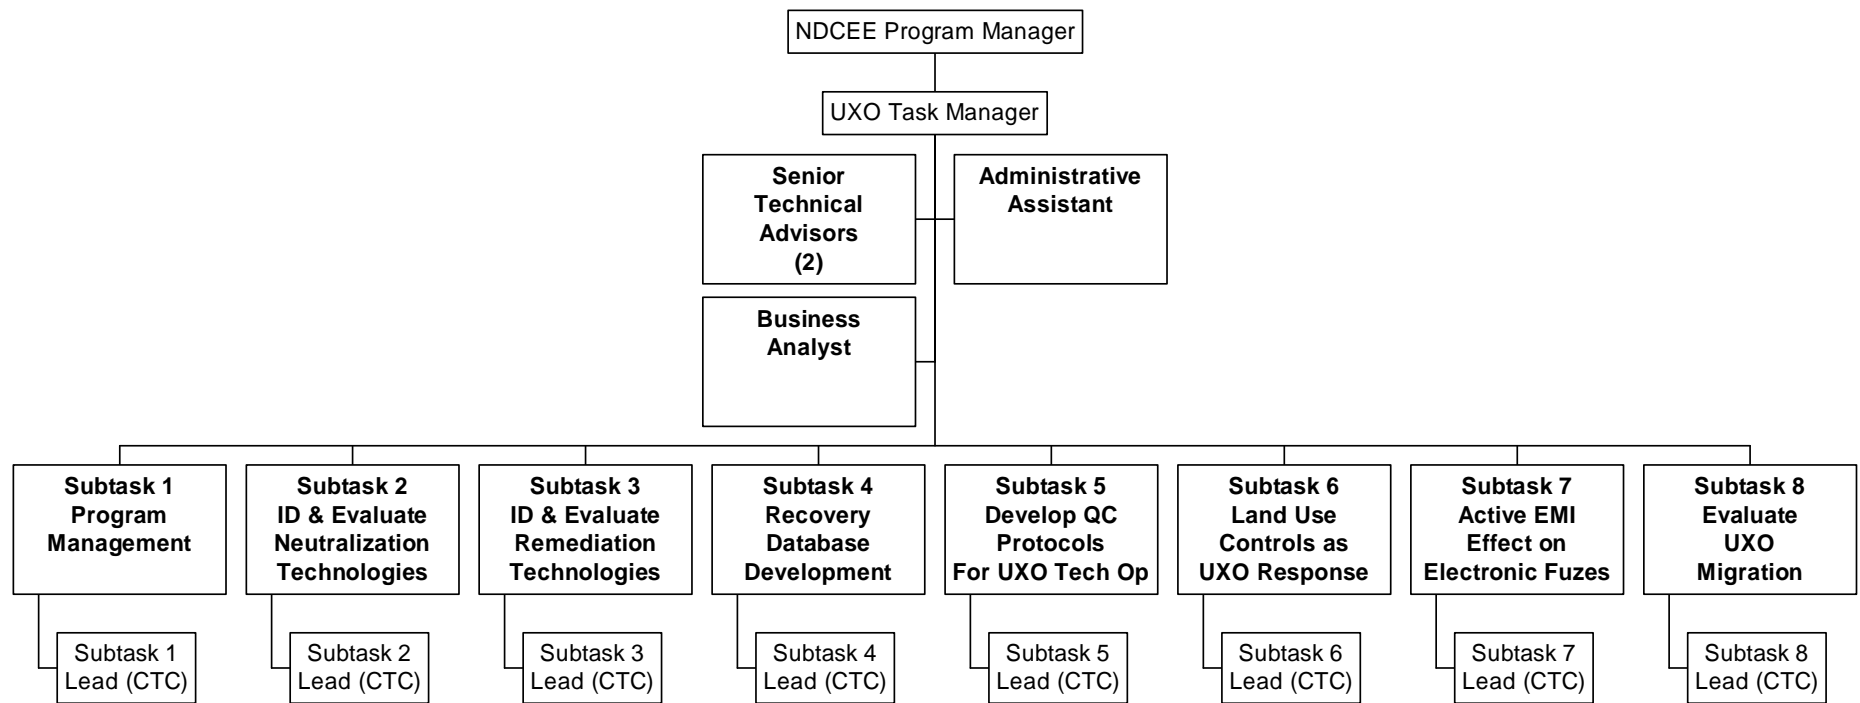 NDCEE Program Manager
UXO Task Manager
Senior
Technical
Advisors
(2)
Administrative
Assistant
Business
Analyst
Subtask 1
Program
Management
Subtask 2
ID & Evaluate
Neutralization
Technologies
Subtask 3
ID & Evaluate
Remediation
Technologies
Subtask 4
Recovery
Database
Development
Subtask 5
Develop QC
Protocols
For UXO Tech Op
Subtask 6
Land Use
Controls as
UXO Response
Subtask 7
Active EMI
Effect on
Electronic Fuzes
Subtask 8
Evaluate
UXO
Migration
Subtask 1
Lead (CTC)
Subtask 2
Lead (CTC)
Subtask 3
Lead (CTC)
Subtask 4
Lead (CTC)
Subtask 5
Lead (CTC)
Subtask 6
Lead (CTC)
Subtask 7
Lead (CTC)
Subtask 8
Lead (CTC)